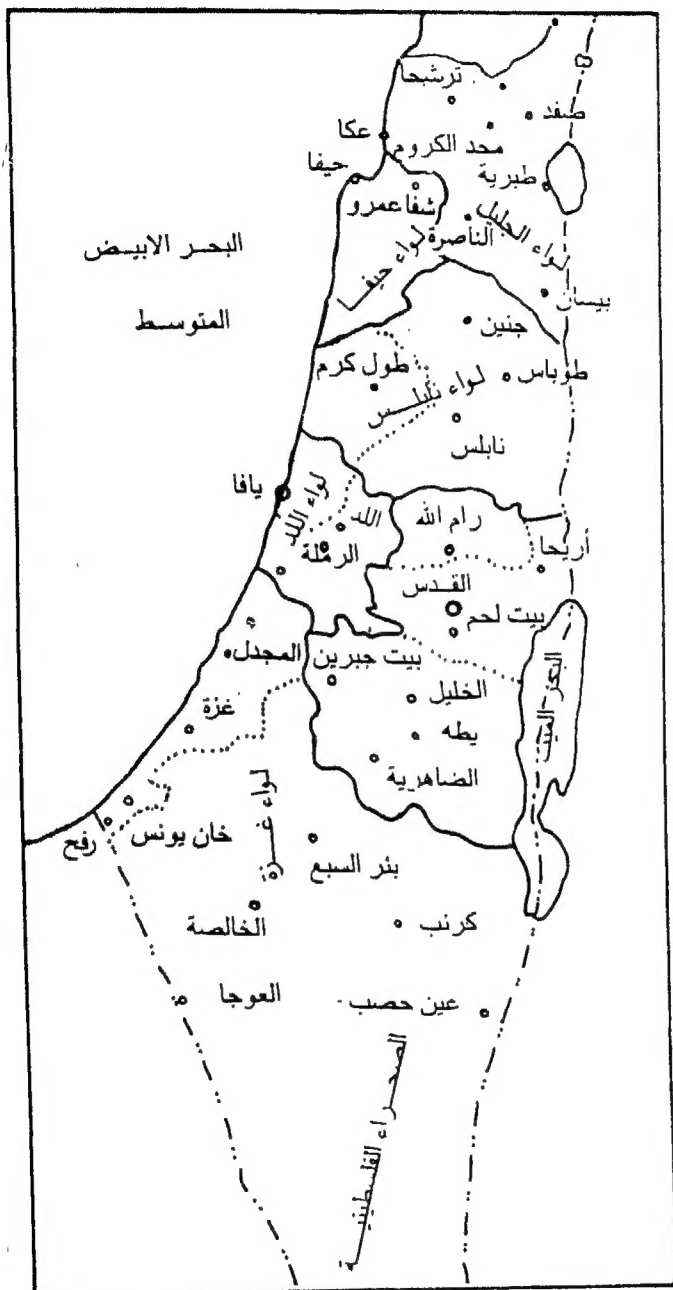 ترشيحا
صفد
عكا
مجد الكروم
حيفا
طبرية
شفا عمرو
لواء الجليل
الناصرة
لواء حيفا
البحر الابيض
المتوسط
بيسان
جنين
طول كرم
طوباس
لواء نابلس
نابلس
يافا
لواء اللد
اللد
رام الله
الرملة
أريحا
القدس
بيت لحم
المجدل
بيت جبرين
البحر الميت
الخليل
غزة
يطه
الضاهرية
لواء غزة
خان يونس
رفح
بئر السبع
الخالصة
كرنب
العوجا
عين حصب
الصحراء الفلسطينية